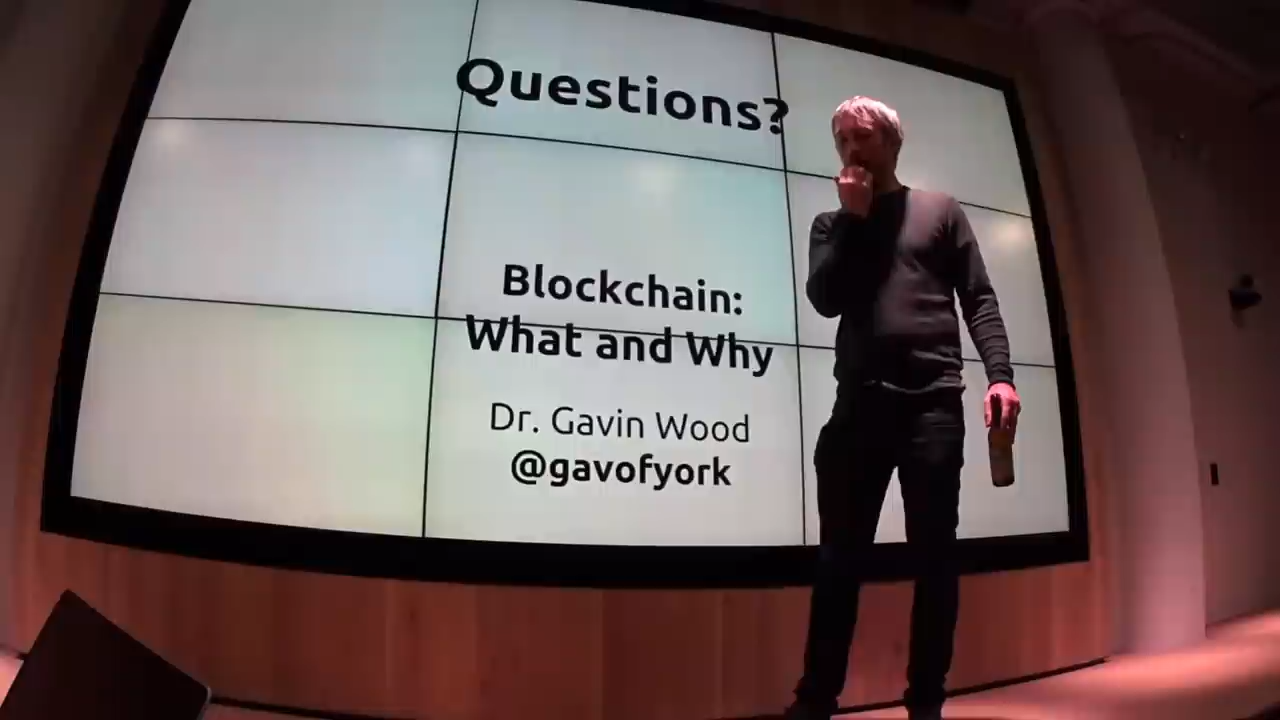 Questions?
Blockchain:
What and Why
Dr. Gavin Wood
@gavofyork